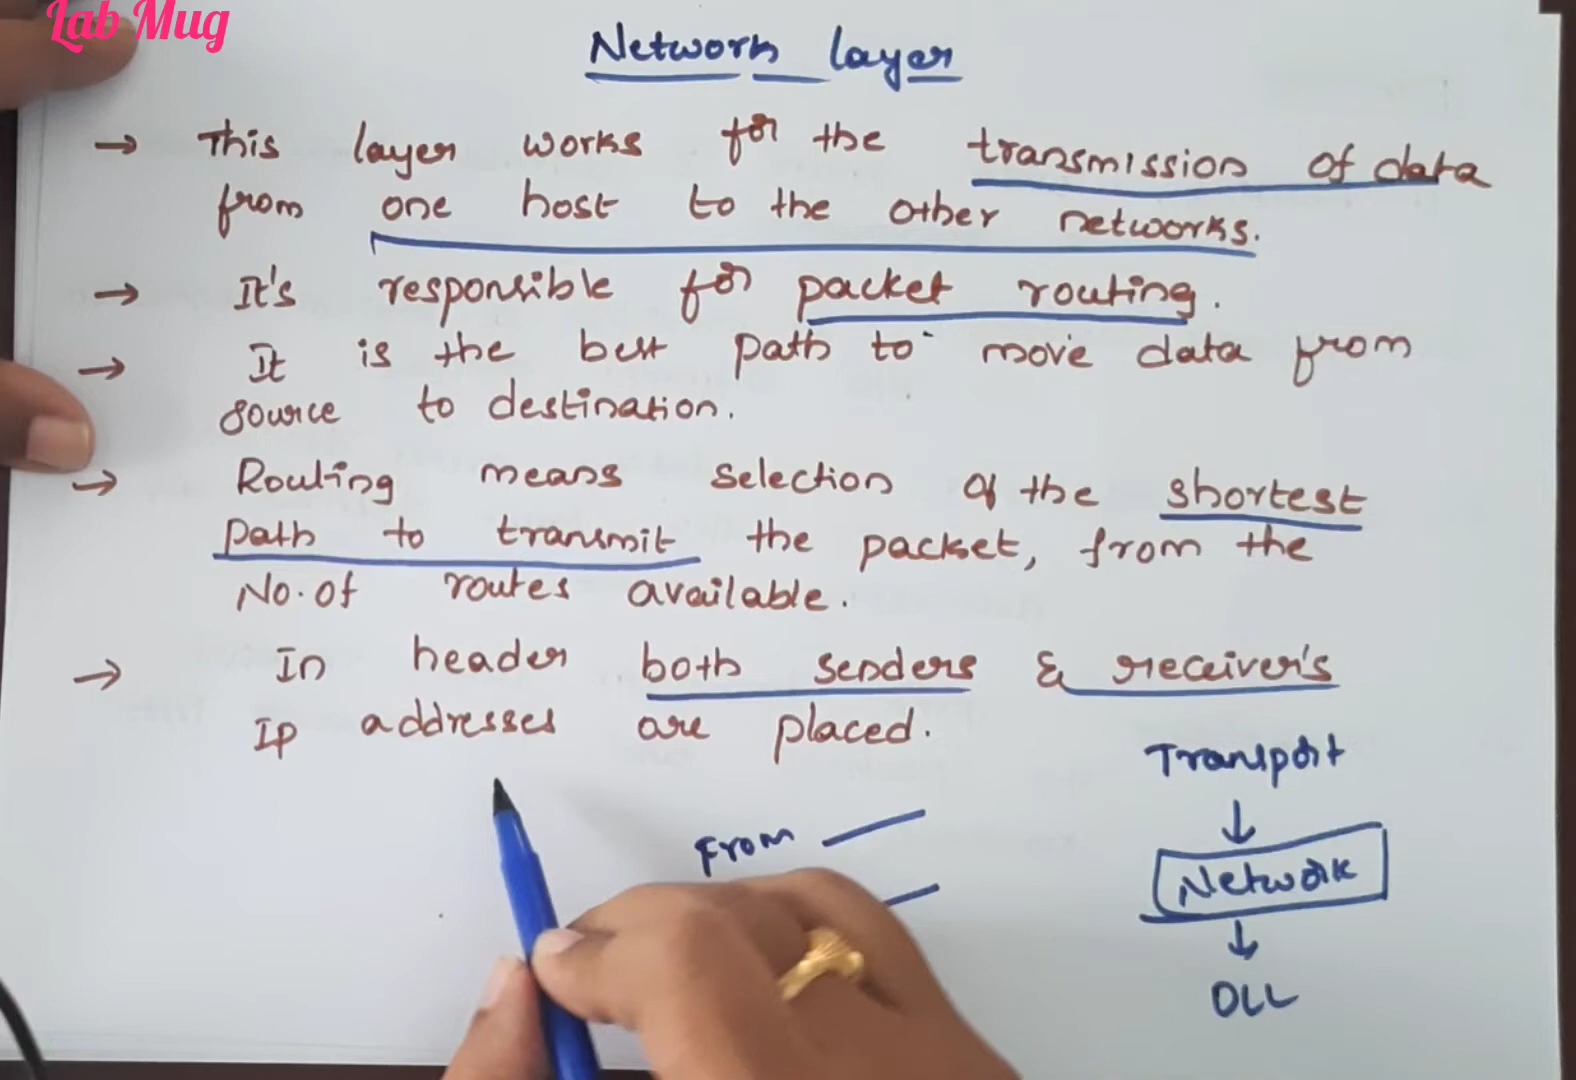 Lab Mug
Network layer
→ This layer works for the transmission of data
from one host to the other networks.
→ It's responsible for packet routing.
→ It is the best path to move data from
source to destination.
→ Routing means selection of the shortest
path to transmit the packet, from the
No. of routes available.
→ In header both senders & receiver's
Ip addresses are placed.
Transport
↓
From
Network
↓
DLL